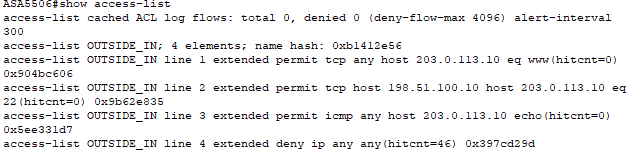 ASA5506#show access-list
access-list cached ACL log flows: total 0, denied 0 (deny-flow-max 4096) alert-interval
300
access-list OUTSIDE_IN; 4 elements; name hash: 0xb1412e56
access-list OUTSIDE_IN line 1 extended permit tcp any host 203.0.113.10 eq www(hitcnt=0)
0x904bc606
access-list OUTSIDE_IN line 2 extended permit tcp host 198.51.100.10 host 203.0.113.10 eq
22(hitcnt=0) 0x9b62e835
access-list OUTSIDE_IN line 3 extended permit icmp any host 203.0.113.10 echo(hitcnt=0)
0x5ee331d7
access-list OUTSIDE_IN line 4 extended deny ip any any(hitcnt=46) 0x397cd29d